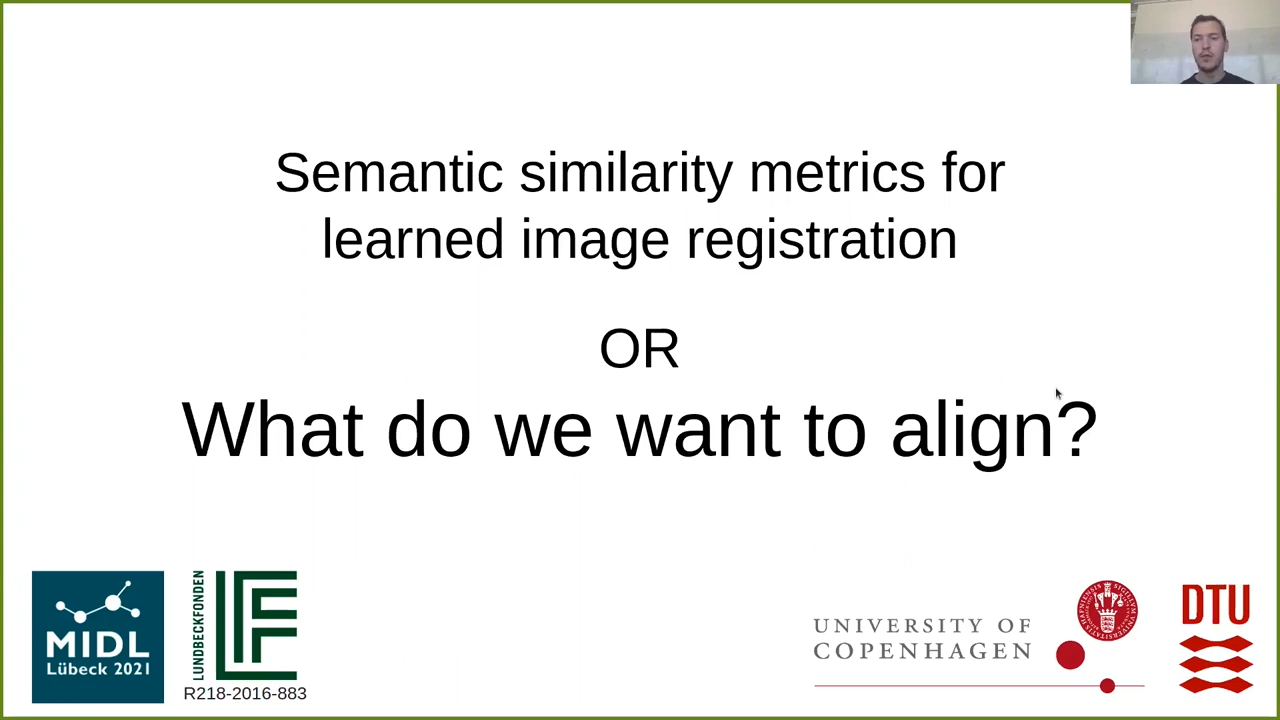 Semantic similarity metrics for
learned image registration
OR
What do we want to align?
MIDL
Lübeck 2021
LUNDBECKFONDEN
R218-2016-883
UNIVERSITY OF
COPENHAGEN
DTU